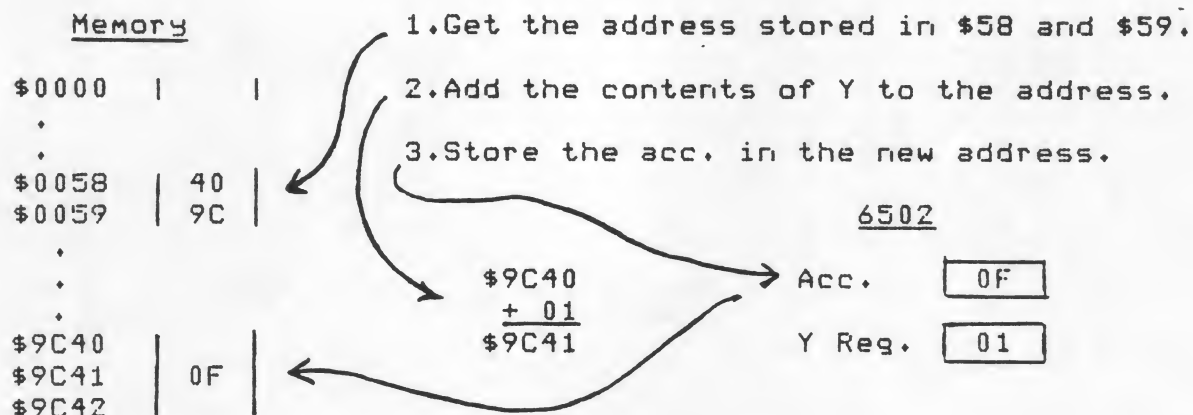 Memory
1.Get the address stored in $58 and $59.
$0000 | |
2.Add the contents of Y to the address.
.
.
3.Store the acc. in the new address.
$0058 | 40 |
$0059 | 9C |
6502
.
.
.
$9C40
+ 01
$9C41
Acc. 0F
Y Reg. 01
$9C40
$9C41 | 0F |
$9C42